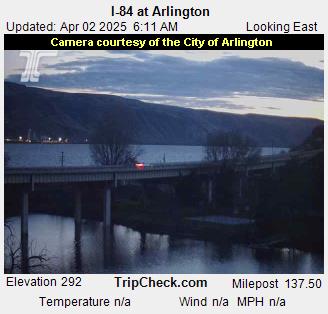 I-84 at Arlington
Updated: Apr 02 2025 6:11 AM Looking East
Camera courtesy of the City of Arlington
Elevation 292 TripCheck.com Milepost 137.50
Temperature n/a Wind n/a MPH n/a